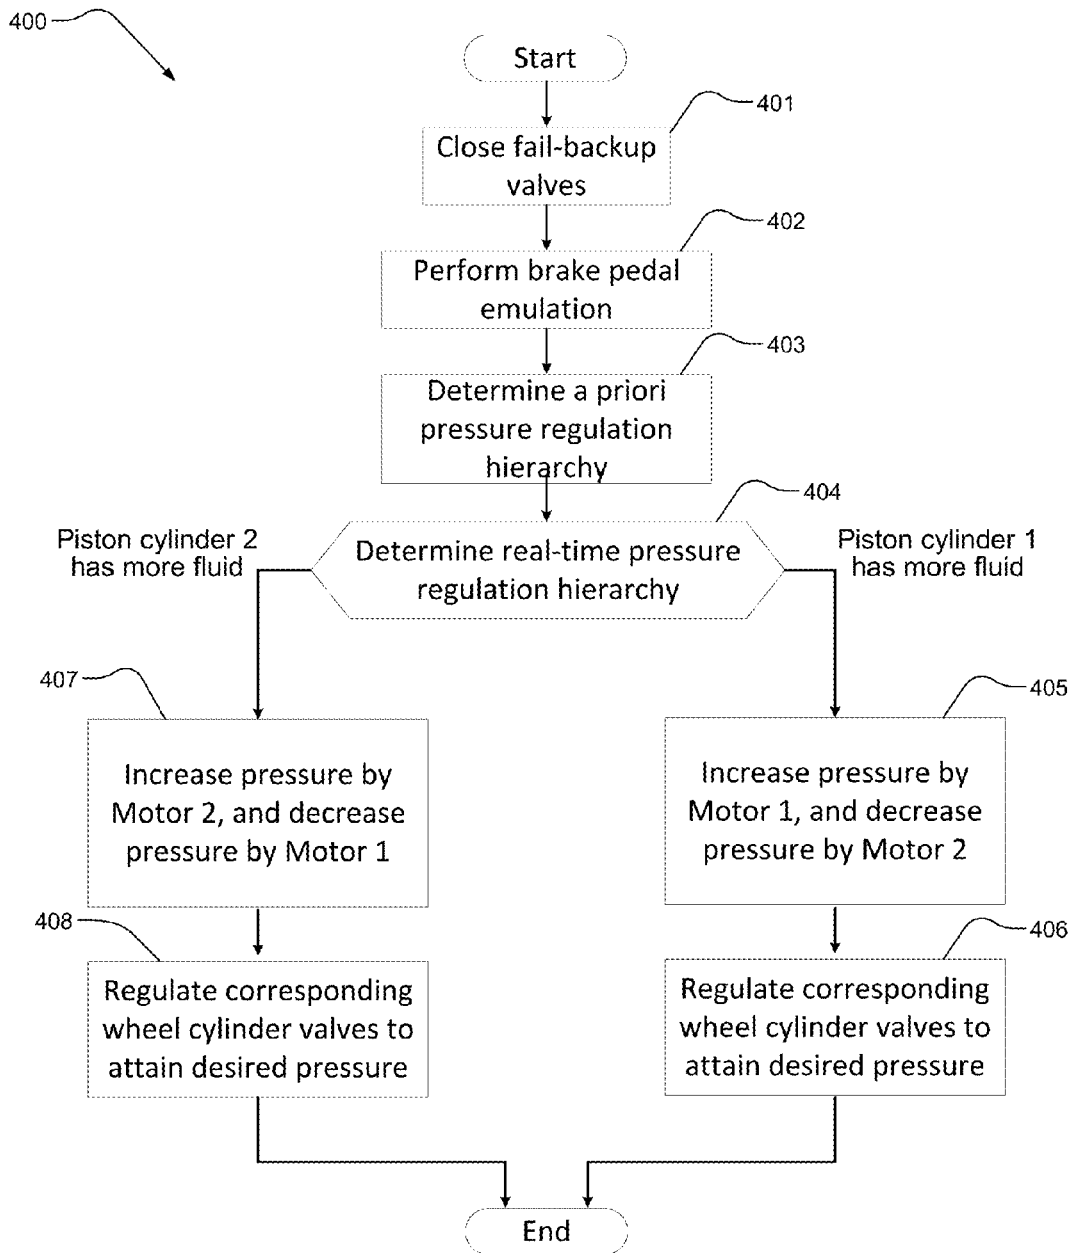 400
Start
401
Close fail-backup
valves
402
Perform brake pedal
emulation
403
Determine a priori
pressure regulation
hierarchy
404
Piston cylinder 2
has more fluid
Determine real-time pressure
regulation hierarchy
Piston cylinder 1
has more fluid
407
405
Increase pressure by
Motor 2, and decrease
pressure by Motor 1
Increase pressure by
Motor 1, and decrease
pressure by Motor 2
408
406
Regulate corresponding
wheel cylinder valves to
attain desired pressure
Regulate corresponding
wheel cylinder valves to
attain desired pressure
End